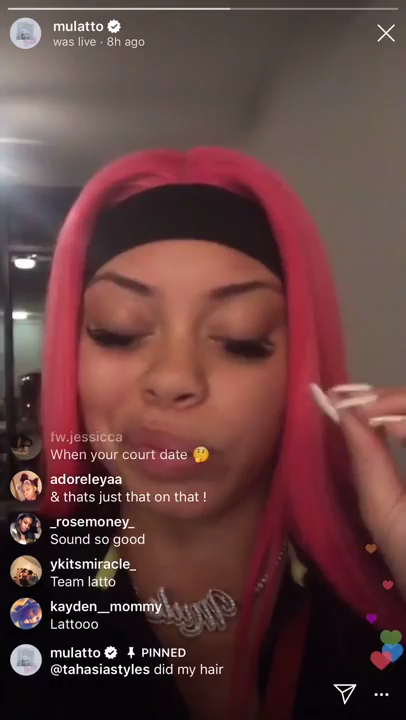 mulatto
was live · 8h ago
fw.jessicca
When your court date 🤔
adoreleyaa
& thats just that on that !
_rosemoney_
Sound so good
ykitsmiracle_
Team latto
kayden__mommy
Lattooo
mulatto PINNED
@tahasiastyles did my hair